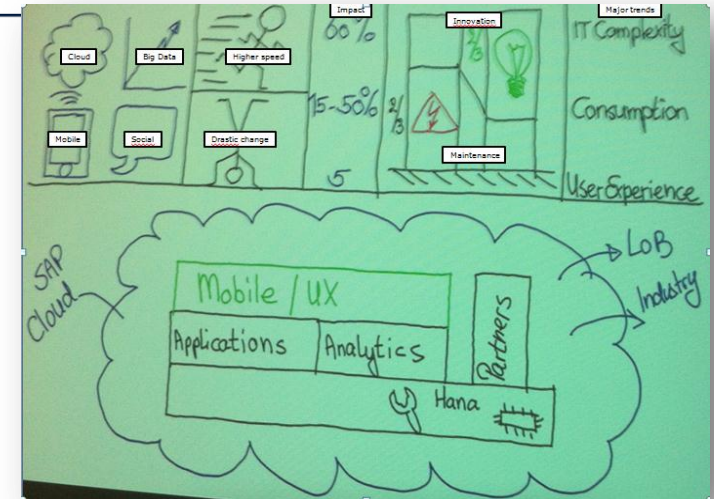 Impact
Innovation
Major trends
60%
IT Complexity
Cloud
Big Data
Higher speed
1/3
15-50%
2/3
Consumption
Mobile
Social
Drastic change
Maintenance
5
User Experience
SAP
Cloud
LOB
Industry
Mobile / UX
Applications
Analytics
Partners
Hana